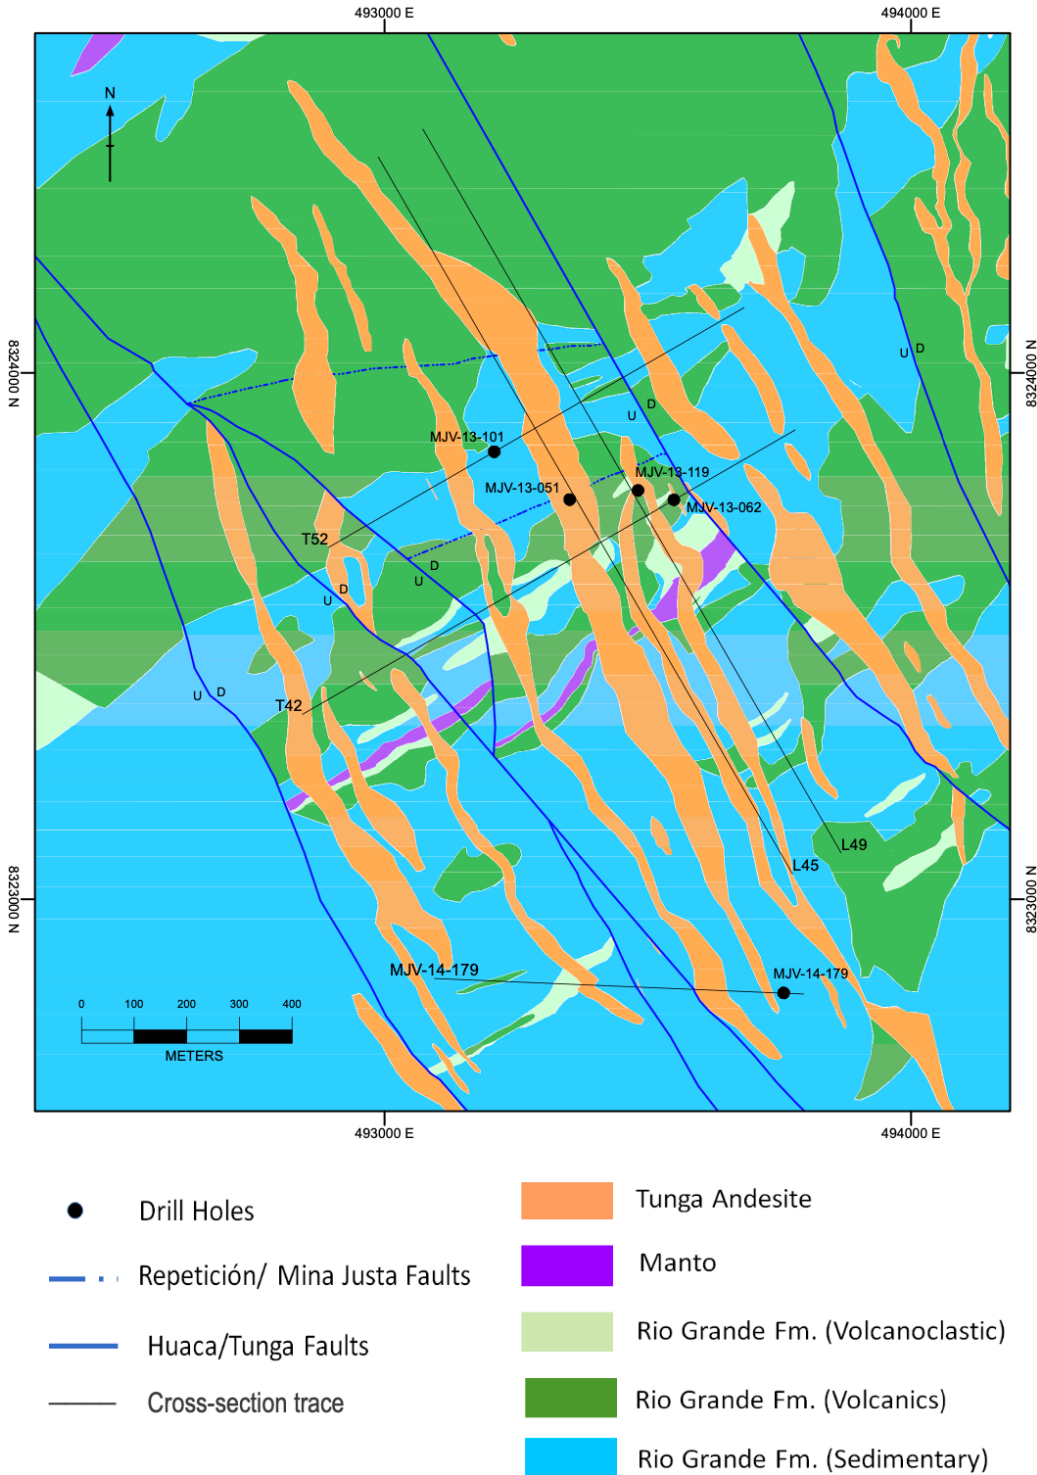 493000 E
494000 E
N
8324000 N
8324000 N
U D
D
U
MJV-13-101
MJV-13-119
MJV-13-051
MJV-13-062
T52
D
U
D
U
U D
T42
L49
L45
8323000 N
8323000 N
MJV-14-179
MJV-14-179
0 100 200 300 400
METERS
493000 E
494000 E
Drill Holes
Repetición/ Mina Justa Faults
Huaca/Tunga Faults
Cross-section trace
Tunga Andesite
Manto
Rio Grande Fm. (Volcanoclastic)
Rio Grande Fm. (Volcanics)
Rio Grande Fm. (Sedimentary)